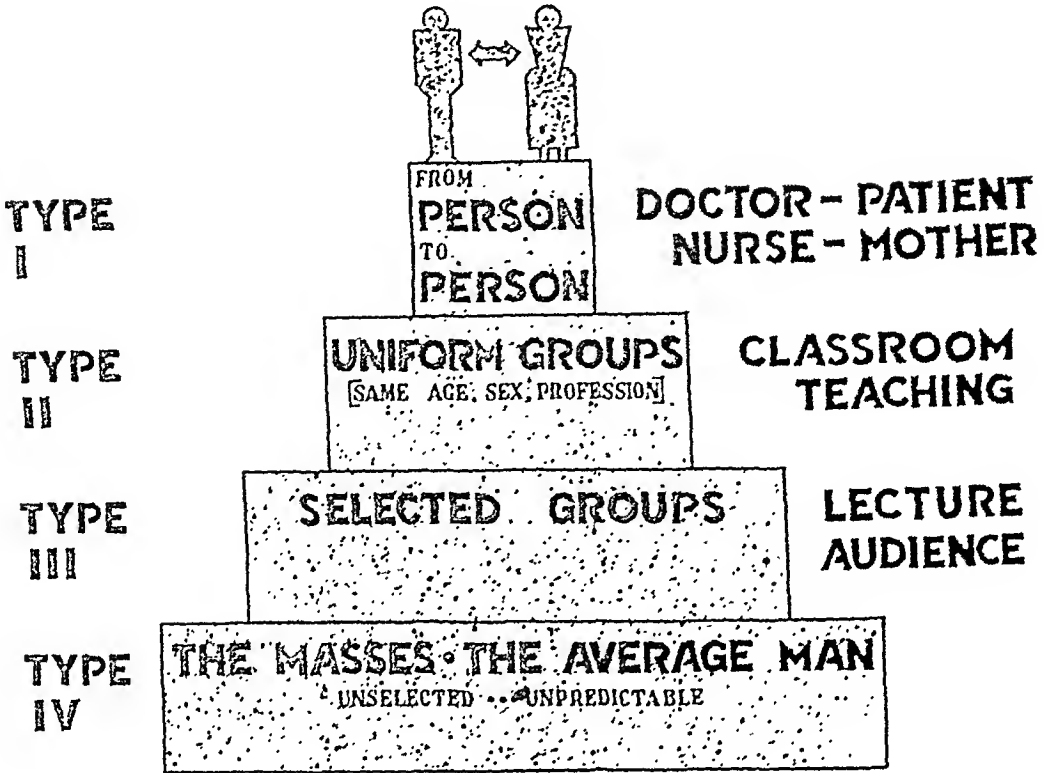 TYPE
I
FROM
PERSON
TO
PERSON
DOCTOR - PATIENT
NURSE - MOTHER
TYPE
II
UNIFORM GROUPS
[SAME AGE, SEX, PROFESSION]
CLASSROOM
TEACHING
TYPE
III
SELECTED GROUPS
LECTURE
AUDIENCE
TYPE
IV
THE MASSES • THE AVERAGE MAN
UNSELECTED • UNPREDICTABLE